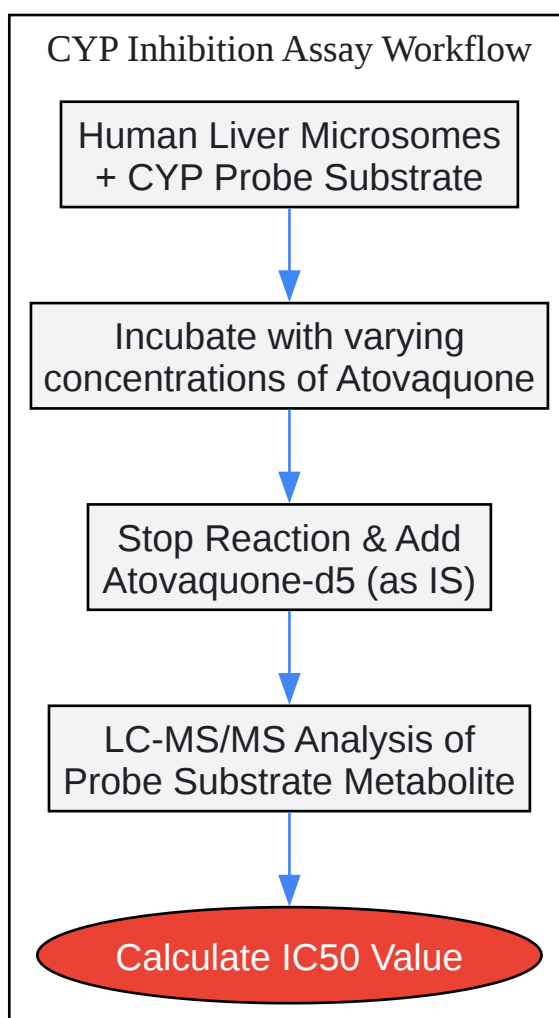 CYP Inhibition Assay Workflow
Human Liver Microsomes
+ CYP Probe Substrate
Incubate with varying
concentrations of Atovaquone
Stop Reaction & Add
Atovaquone-d5 (as IS)
LC-MS/MS Analysis of
Probe Substrate Metabolite
Calculate IC50 Value